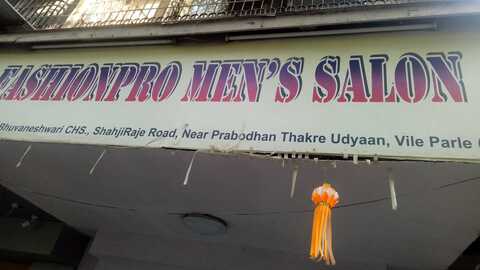 FASHIONPRO MEN'S SALON
Bhuvaneshwari CHS., ShahjiRaje Road, Near Prabodhan Thakre Udyaan, Vile Parle (